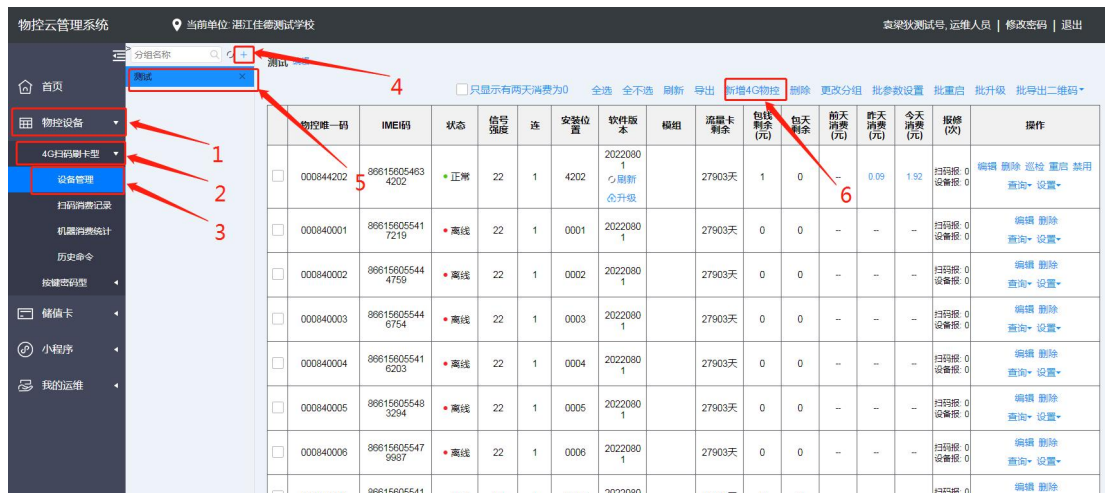 物控云管理系统 当前单位: 湛江佳德测试学校 袁梁狄测试号, 运维人员 | 修改密码 | 退出
分组名称 +
4
测试 ×
测试
首页
物控设备
1
4G扫码刷卡型
2
设备管理
3
扫码消费记录
机器消费统计
历史命令
按键密码型
储值卡
小程序
我的运维
5
6
只显示有两天消费为0 全选 全不选 刷新 导出 新增4G物控 删除 更改分组 批参数设置 批重启 批升级 批导出二维码
物控唯一码 IMEI码 状态 信号强度 连 安装位置 软件版本 模组 流量卡剩余 包钱剩余(元) 包天剩余 前天消费(元) 昨天消费(元) 今天消费(元) 报修(次) 操作
000844202 866156054634202 正常 22 1 4202 20220801 刷新 升级 27903天 1 0 -- 0.09 1.92 扫码报: 0 设备报: 0 编辑 删除 巡检 重启 禁用 查询 设置
000840001 866156055417219 离线 22 1 0001 20220801 27903天 0 0 -- -- -- 扫码报: 0 设备报: 0 编辑 删除 查询 设置
000840002 866156055444759 离线 22 1 0002 20220801 27903天 0 0 -- -- -- 扫码报: 0 设备报: 0 编辑 删除 查询 设置
000840003 866156055446754 离线 22 1 0003 20220801 27903天 0 0 -- -- -- 扫码报: 0 设备报: 0 编辑 删除 查询 设置
000840004 866156055416203 离线 22 1 0004 20220801 27903天 0 0 -- -- -- 扫码报: 0 设备报: 0 编辑 删除 查询 设置
000840005 866156055483294 离线 22 1 0005 20220801 27903天 0 0 -- -- -- 扫码报: 0 设备报: 0 编辑 删除 查询 设置
000840006 866156055479987 离线 22 1 0006 20220801 27903天 0 0 -- -- -- 扫码报: 0 设备报: 0 编辑 删除 查询 设置
编辑 删除